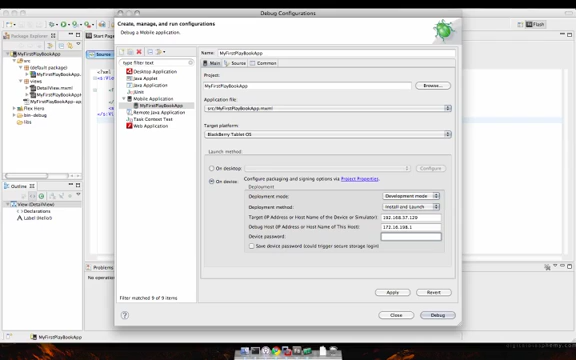 Debug Configurations
Create, manage, and run configurations
Debug a Mobile application.
type filter text
Desktop Application
Java Applet
Java Application
JUnit
Mobile Application
MyFirstPlayBookApp
Remote Java Application
Task Context Test
Web Application
Filter matched 9 of 9 items
Name: MyFirstPlayBookApp
Main
Source
Common
Project:
MyFirstPlayBookApp
Browse...
Application file:
src/MyFirstPlayBookApp.mxml
Target platform:
BlackBerry Tablet OS
Launch method:
On desktop:
Configure...
On device:
Configure packaging and signing options via Project Properties.
Deployment
Deployment mode:
Development mode
Deployment method:
Install and Launch
Target (IP Address or Host Name of the Device or Simulator):
192.168.37.129
Debug Host (IP Address or Host Name of This Host):
172.16.198.1
Device password:
Save device password (could trigger secure storage login)
Apply
Revert
Close
Debug
Start Page
Source
MyFirstPlayBookApp
src
(default package)
views
DetailView.mxml
Flex Here
bin-debug
libs
Outline
View (DetailView)
Declarations
Label (Hello)
Problems
No operation
MyFirstPlayBookApp
Flash